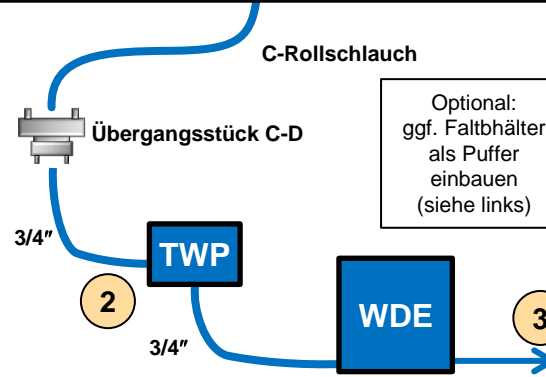 C-Rollschlauch
Übergangsstück C-D
Optional:
ggf. Faltbhälter
als Puffer
einbauen
(siehe links)
3/4″
TWP
2
3/4″
WDE
3